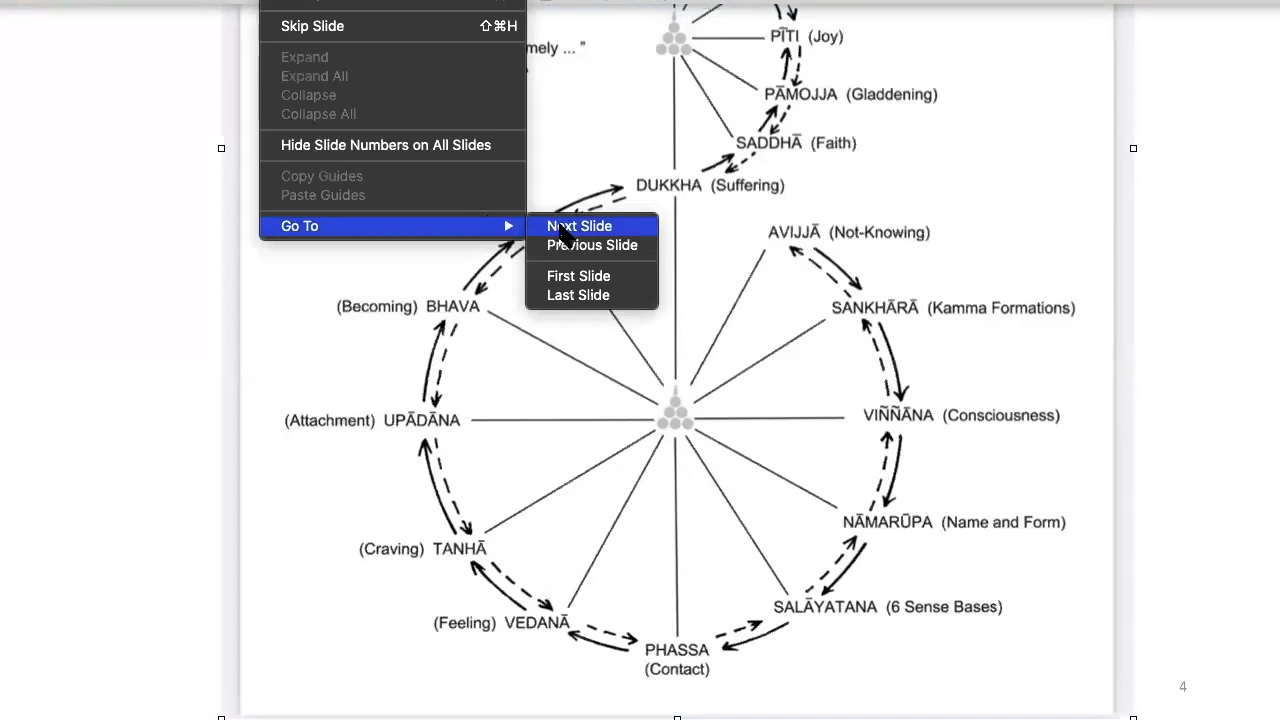 Skip Slide ⇧⌘H
Expand
Expand All
Collapse
Collapse All
Hide Slide Numbers on All Slides
Copy Guides
Paste Guides
Go To
Next Slide
Previous Slide
First Slide
Last Slide
mely ... ”
PĪTI (Joy)
PĀMOJJA (Gladdening)
SADDHĀ (Faith)
DUKKHA (Suffering)
AVIJJĀ (Not-Knowing)
(Becoming) BHAVA
SANKHĀRĀ (Kamma Formations)
(Attachment) UPĀDĀNA
VIÑÑĀNA (Consciousness)
NĀMARŪPA (Name and Form)
(Craving) TANHĀ
SALĀYATANA (6 Sense Bases)
(Feeling) VEDANĀ
PHASSA
(Contact)
4